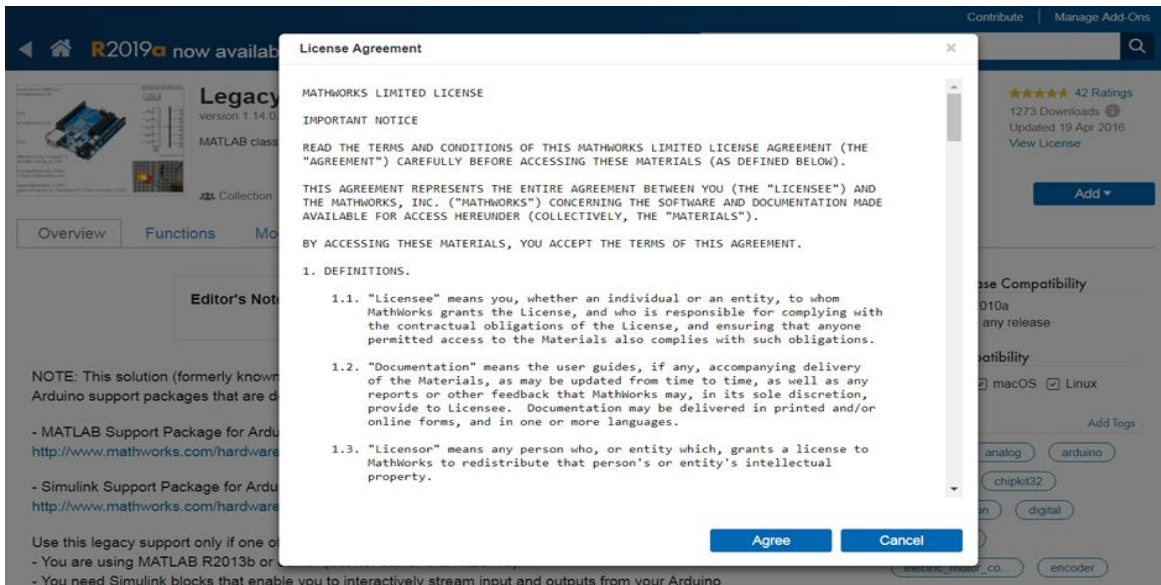 Contribute | Manage Add-Ons
R2019a now availab
Legacy
version 1.14.0.
MATLAB class
Collection
42 Ratings
1273 Downloads
Updated 19 Apr 2016
View License
Add
Overview Functions Mo
License Agreement
MATHWORKS LIMITED LICENSE
IMPORTANT NOTICE
READ THE TERMS AND CONDITIONS OF THIS MATHWORKS LIMITED LICENSE AGREEMENT (THE
"AGREEMENT") CAREFULLY BEFORE ACCESSING THESE MATERIALS (AS DEFINED BELOW).
THIS AGREEMENT REPRESENTS THE ENTIRE AGREEMENT BETWEEN YOU (THE "LICENSEE") AND
THE MATHWORKS, INC. ("MATHWORKS") CONCERNING THE SOFTWARE AND DOCUMENTATION MADE
AVAILABLE FOR ACCESS HEREUNDER (COLLECTIVELY, THE "MATERIALS").
BY ACCESSING THESE MATERIALS, YOU ACCEPT THE TERMS OF THIS AGREEMENT.
1. DEFINITIONS.
1.1. "Licensee" means you, whether an individual or an entity, to whom
MathWorks grants the License, and who is responsible for complying with
the contractual obligations of the License, and ensuring that anyone
permitted access to the Materials also complies with such obligations.
1.2. "Documentation" means the user guides, if any, accompanying delivery
of the Materials, as may be updated from time to time, as well as any
reports or other feedback that MathWorks may, in its sole discretion,
provide to Licensee. Documentation may be delivered in printed and/or
online forms, and in one or more languages.
1.3. "Licensor" means any person who, or entity which, grants a license to
MathWorks to redistribute that person's or entity's intellectual
property.
Agree Cancel
Editor's Note
NOTE: This solution (formerly known
Arduino support packages that are d
- MATLAB Support Package for Ardu
http://www.mathworks.com/hardware
- Simulink Support Package for Ardu
http://www.mathworks.com/hardware
Use this legacy support only if one of
- You are using MATLAB R2013b or
- You need Simulink blocks that enable you to interactively stream input and outputs from your Arduino
ase Compatibility
010a
any release
patibility
macOS Linux
Add Tags
analog arduino
chipkit32
on digital
electric_motor_co... encoder